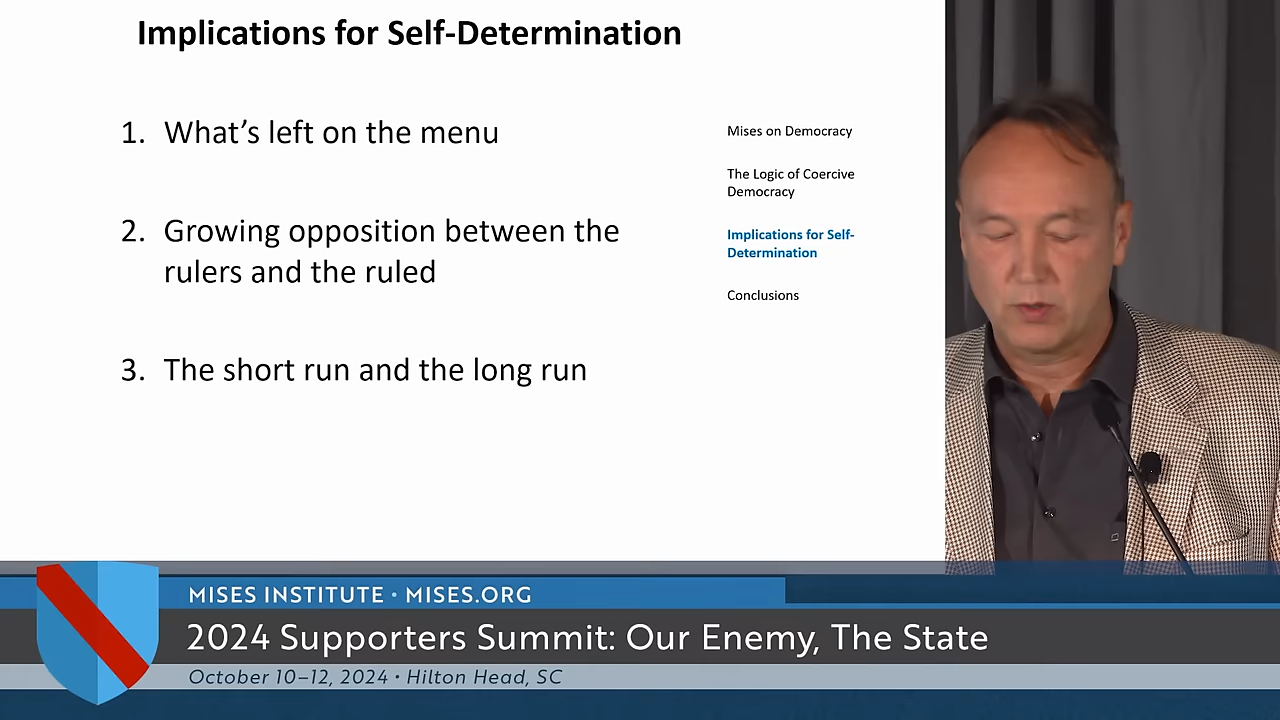 Implications for Self-Determination
1. What's left on the menu
2. Growing opposition between the
rulers and the ruled
3. The short run and the long run
Mises on Democracy
The Logic of Coercive
Democracy
Implications for Self-
Determination
Conclusions
MISES INSTITUTE • MISES.ORG
2024 Supporters Summit: Our Enemy, The State
October 10–12, 2024 • Hilton Head, SC